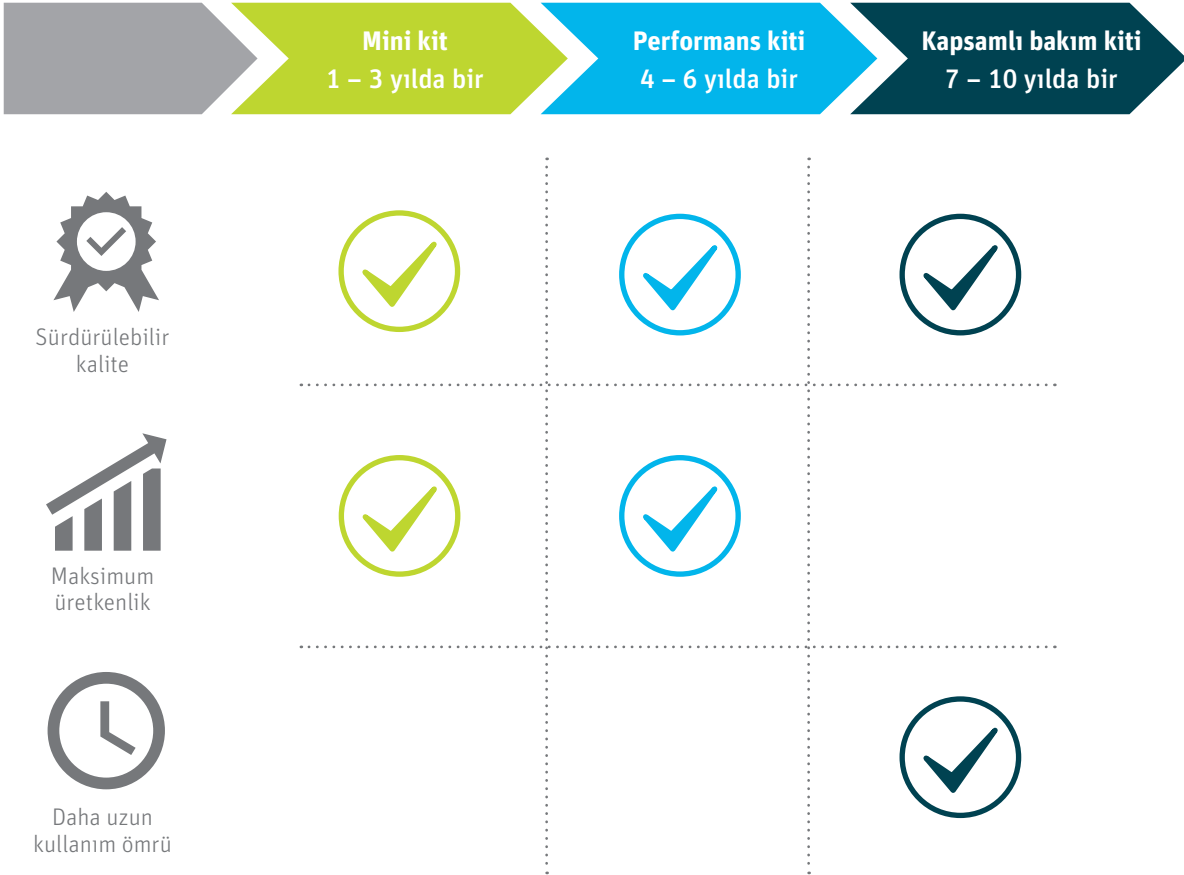 Mini kit
1 – 3 yılda bir
Performans kiti
4 – 6 yılda bir
Kapsamlı bakım kiti
7 – 10 yılda bir
Sürdürülebilir
kalite
Maksimum
üretkenlik
Daha uzun
kullanım ömrü